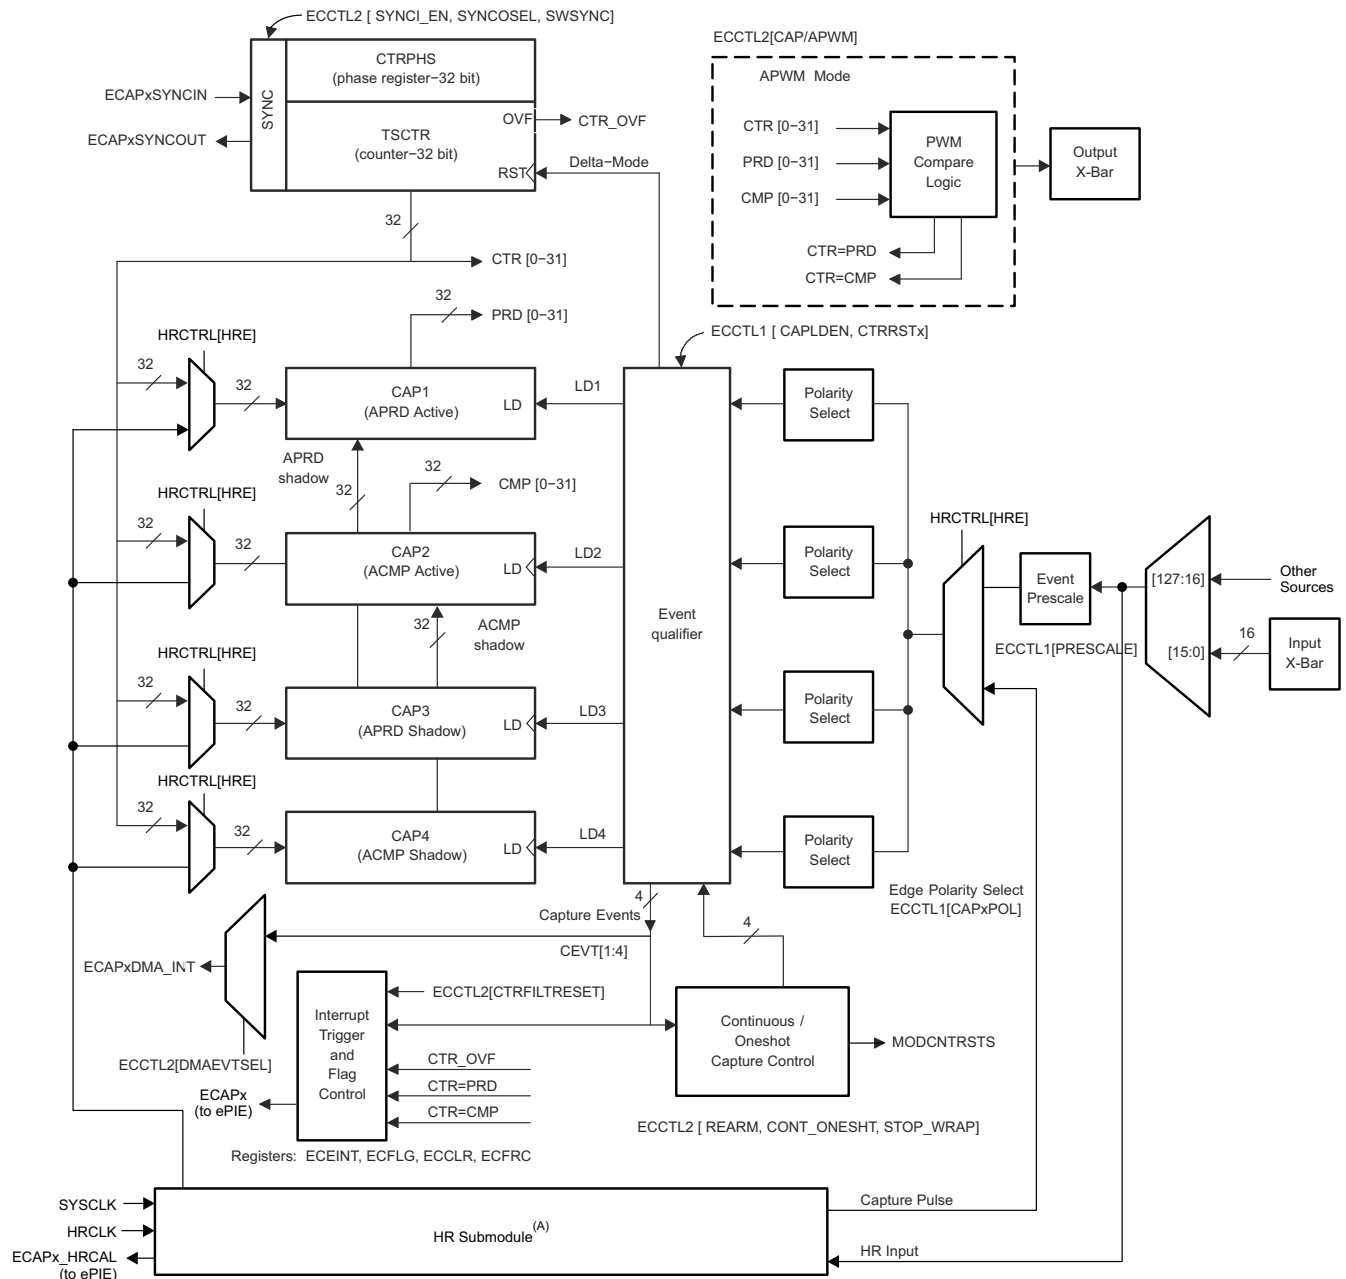 ECCTL2 [ SYNCI_EN, SYNCOSEL, SWSYNC]
SYNC
CTRPHS
(phase register−32 bit)
TSCTR
(counter−32 bit)
OVF
RST
ECAPxSYNCIN
ECAPxSYNCOUT
CTR_OVF
Delta−Mode
32
CTR [0−31]
32
PRD [0−31]
ECCTL2[CAP/APWM]
APWM Mode
CTR [0−31]
PRD [0−31]
CMP [0−31]
PWM
Compare
Logic
CTR=PRD
CTR=CMP
Output
X-Bar
ECCTL1 [ CAPLDEN, CTRRSTx]
HRCTRL[HRE]
32
32
CAP1
(APRD Active)
LD
LD1
Polarity
Select
APRD
shadow
32
32
CMP [0−31]
HRCTRL[HRE]
32
32
CAP2
(ACMP Active)
LD
LD2
Polarity
Select
32
ACMP
shadow
Event
qualifier
HRCTRL[HRE]
Event
Prescale
ECCTL1[PRESCALE]
[127:16]
[15:0]
Other
Sources
16
Input
X-Bar
HRCTRL[HRE]
32
32
CAP3
(APRD Shadow)
LD
LD3
Polarity
Select
HRCTRL[HRE]
32
32
CAP4
(ACMP Shadow)
LD
LD4
Polarity
Select
Edge Polarity Select
ECCTL1[CAPxPOL]
4
Capture Events
CEVT[1:4]
4
ECAPxDMA_INT
ECCTL2[DMAEVTSEL]
Interrupt
Trigger
and
Flag
Control
ECCTL2[CTRFILTRESET]
CTR_OVF
CTR=PRD
CTR=CMP
ECAPx
(to ePIE)
Continuous /
Oneshot
Capture Control
MODCNTRSTS
ECCTL2 [ REARM, CONT_ONESHT, STOP_WRAP]
Registers: ECEINT, ECFLG, ECCLR, ECFRC
SYSCLK
HRCLK
ECAPx_HRCAL
(to ePIE)
HR Submodule(A)
Capture Pulse
HR Input